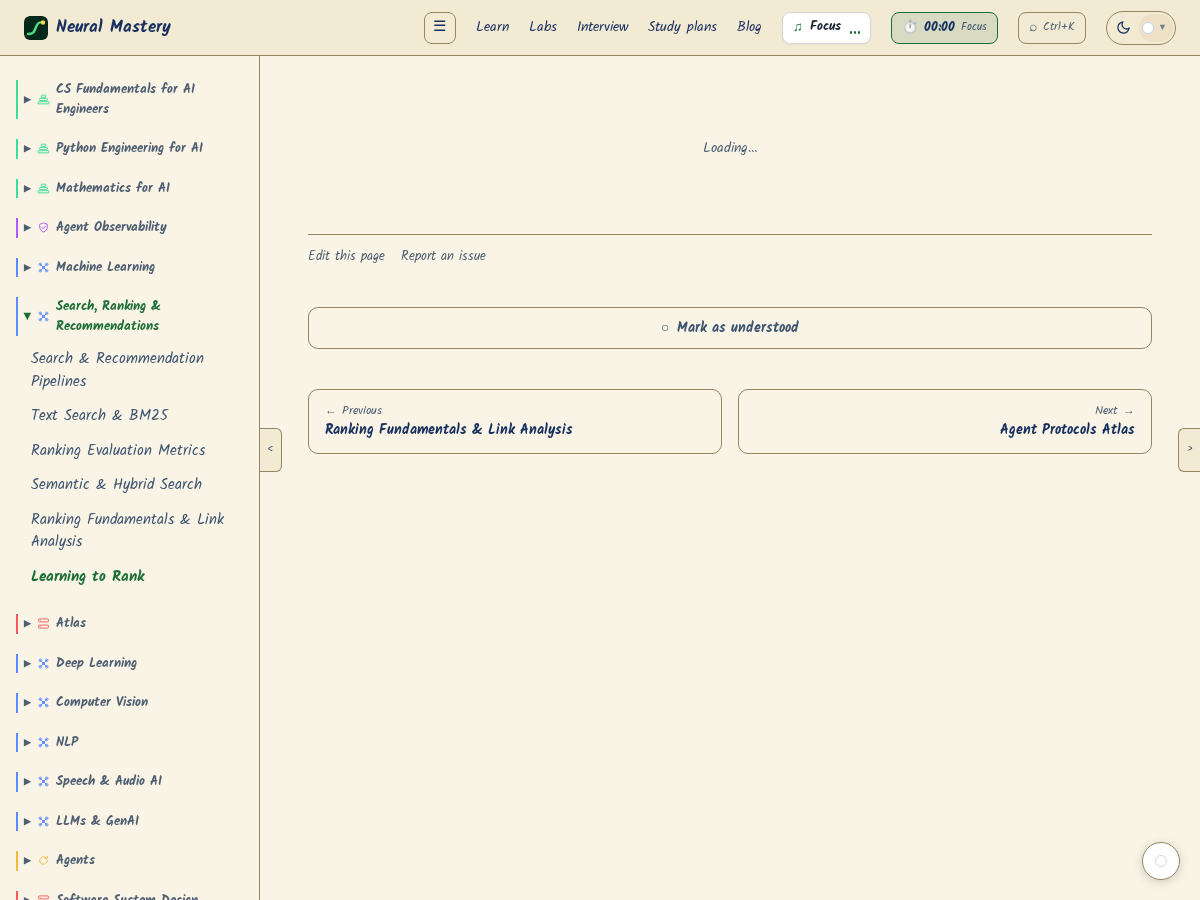 Neural Mastery
☰
Learn
Labs
Interview
Study plans
Blog
♫ Focus ...
⏱ 00:00 Focus
⌕ Ctrl+K
▾
▶ CS Fundamentals for AI
Engineers
▶ Python Engineering for AI
▶ Mathematics for AI
▶ Agent Observability
▶ Machine Learning
▼ Search, Ranking &
Recommendations
Search & Recommendation
Pipelines
Text Search & BM25
Ranking Evaluation Metrics
Semantic & Hybrid Search
Ranking Fundamentals & Link
Analysis
Learning to Rank
▶ Atlas
▶ Deep Learning
▶ Computer Vision
▶ NLP
▶ Speech & Audio AI
▶ LLMs & GenAI
▶ Agents
▶ Software System Design
<
Loading...
Edit this page
Report an issue
○ Mark as understood
← Previous
Ranking Fundamentals & Link Analysis
Next →
Agent Protocols Atlas
>